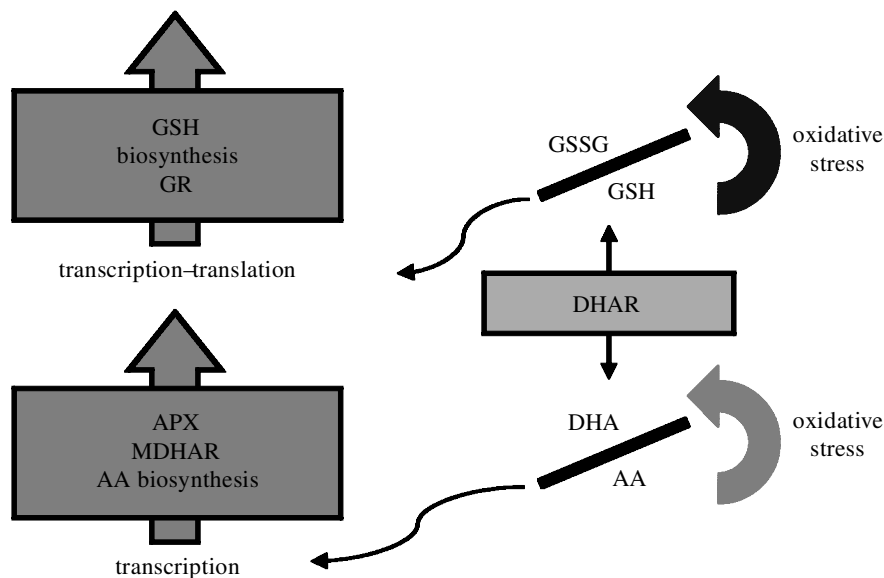 GSH
biosynthesis
GR
transcription–translation
GSSG
GSH
oxidative
stress
DHAR
APX
MDHAR
AA biosynthesis
transcription
DHA
AA
oxidative
stress